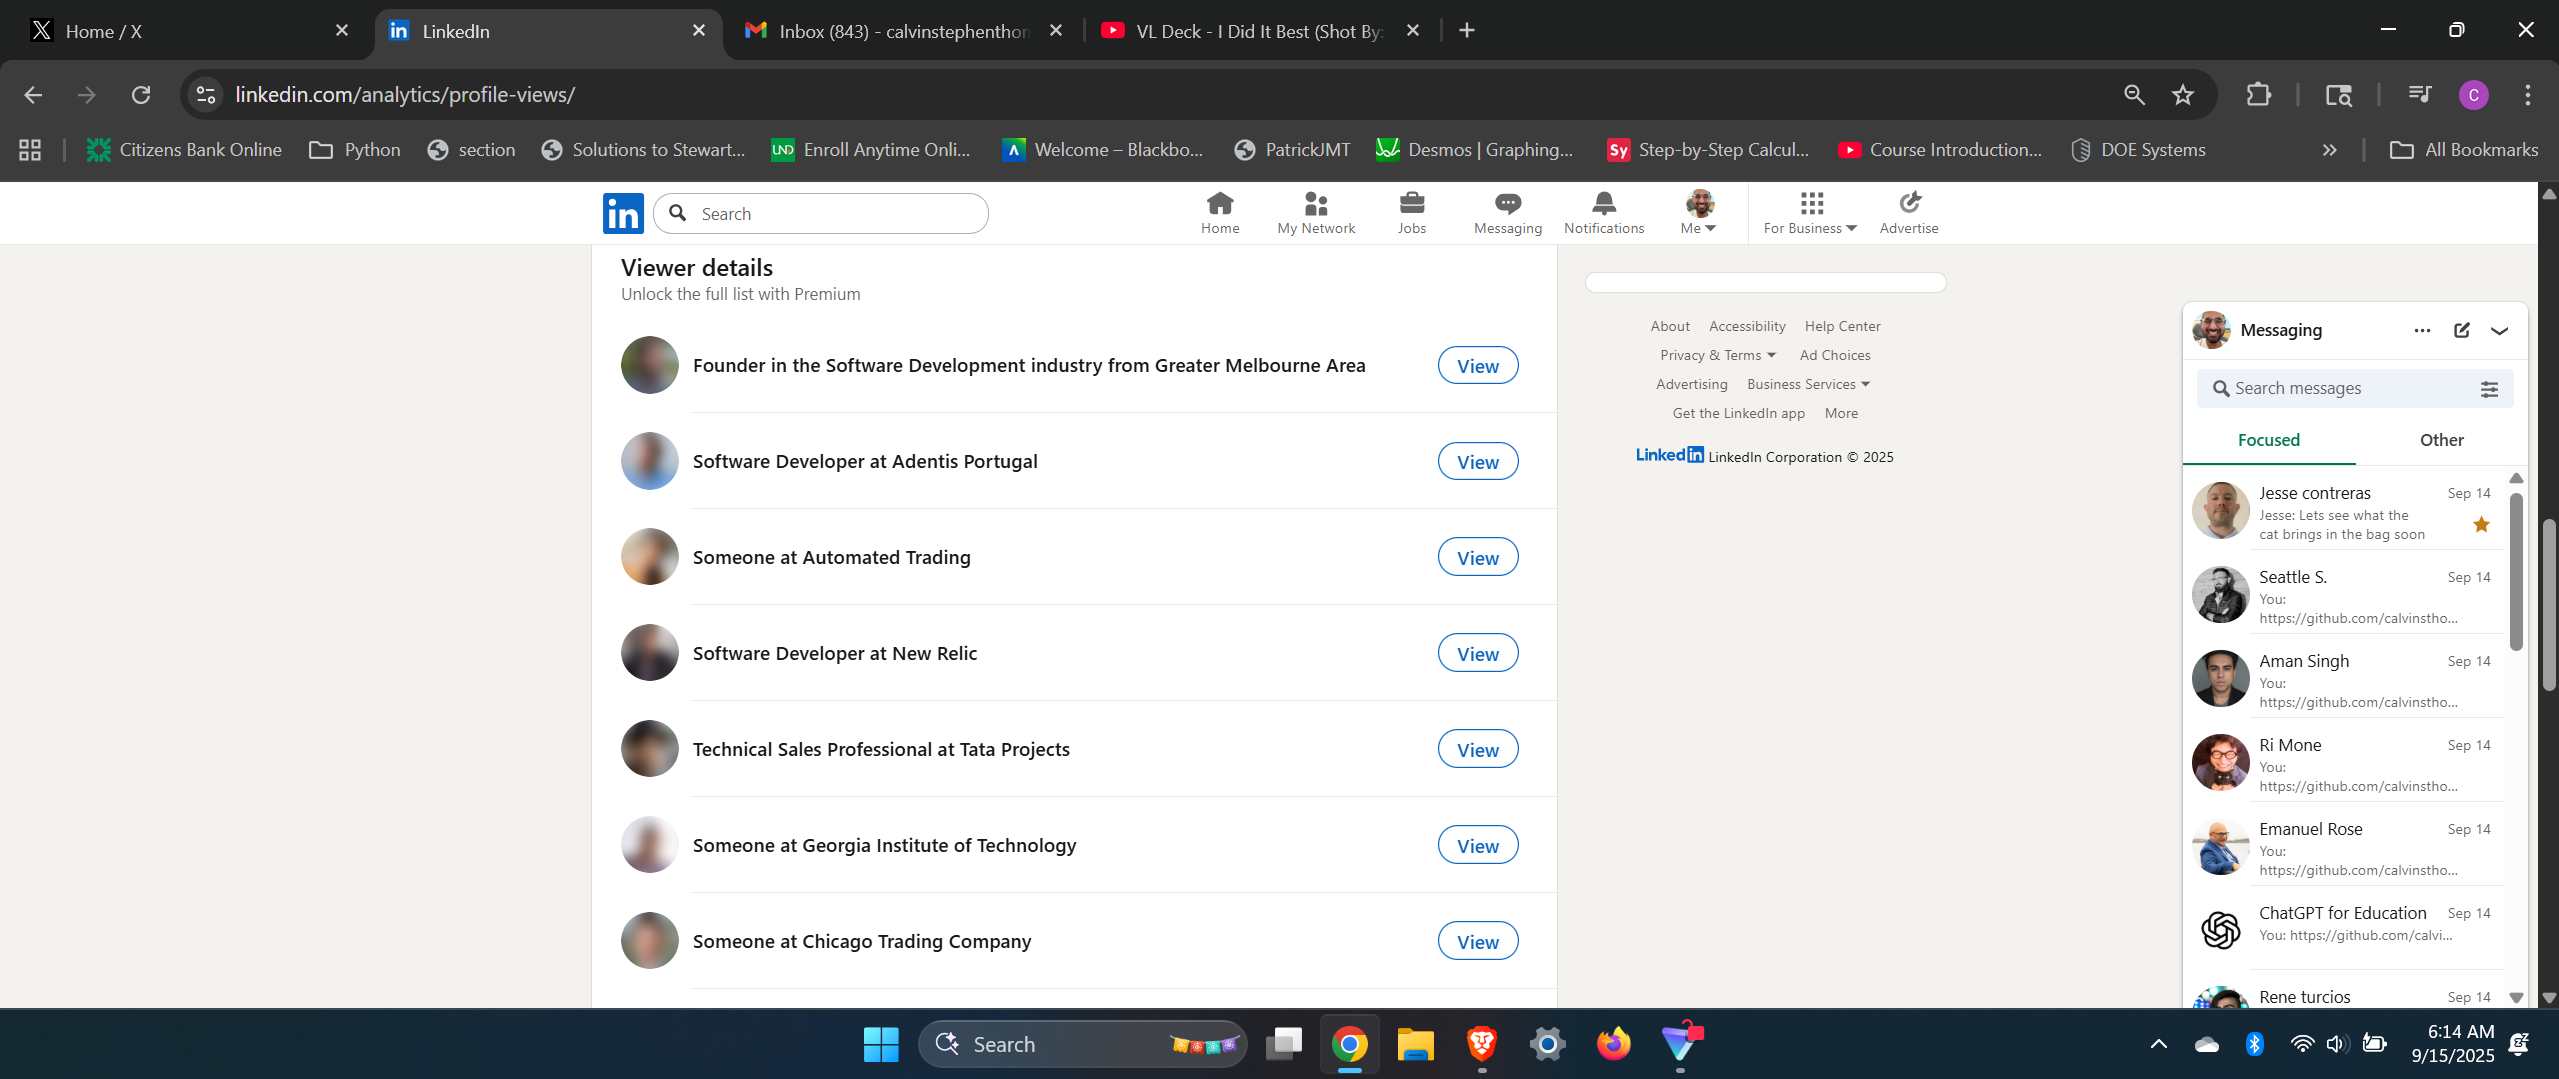 Home / X
LinkedIn
Inbox (843) - calvinstephenthon
VL Deck - I Did It Best (Shot By:
linkedin.com/analytics/profile-views/
C
Citizens Bank Online
Python
section
Solutions to Stewart...
UND
Enroll Anytime Onli...
Welcome – Blackbo...
PatrickJMT
Desmos | Graphing...
Sy
Step-by-Step Calcul...
Course Introduction...
DOE Systems
All Bookmarks
in
Search
Home
My Network
Jobs
Messaging
Notifications
Me
For Business
Advertise
Viewer details
Unlock the full list with Premium
Founder in the Software Development industry from Greater Melbourne Area
View
Software Developer at Adentis Portugal
View
Someone at Automated Trading
View
Software Developer at New Relic
View
Technical Sales Professional at Tata Projects
View
Someone at Georgia Institute of Technology
View
Someone at Chicago Trading Company
View
About Accessibility Help Center
Privacy & Terms Ad Choices
Advertising Business Services
Get the LinkedIn app More
LinkedIn LinkedIn Corporation © 2025
Messaging
Search messages
Focused Other
Jesse contreras Sep 14
Jesse: Lets see what the
cat brings in the bag soon
Seattle S. Sep 14
You:
https://github.com/calvinstho...
Aman Singh Sep 14
You:
https://github.com/calvinstho...
Ri Mone Sep 14
You:
https://github.com/calvinstho...
Emanuel Rose Sep 14
You:
https://github.com/calvinstho...
ChatGPT for Education Sep 14
You: https://github.com/calvi...
Rene turcios Sep 14
Search
6:14 AM
9/15/2025